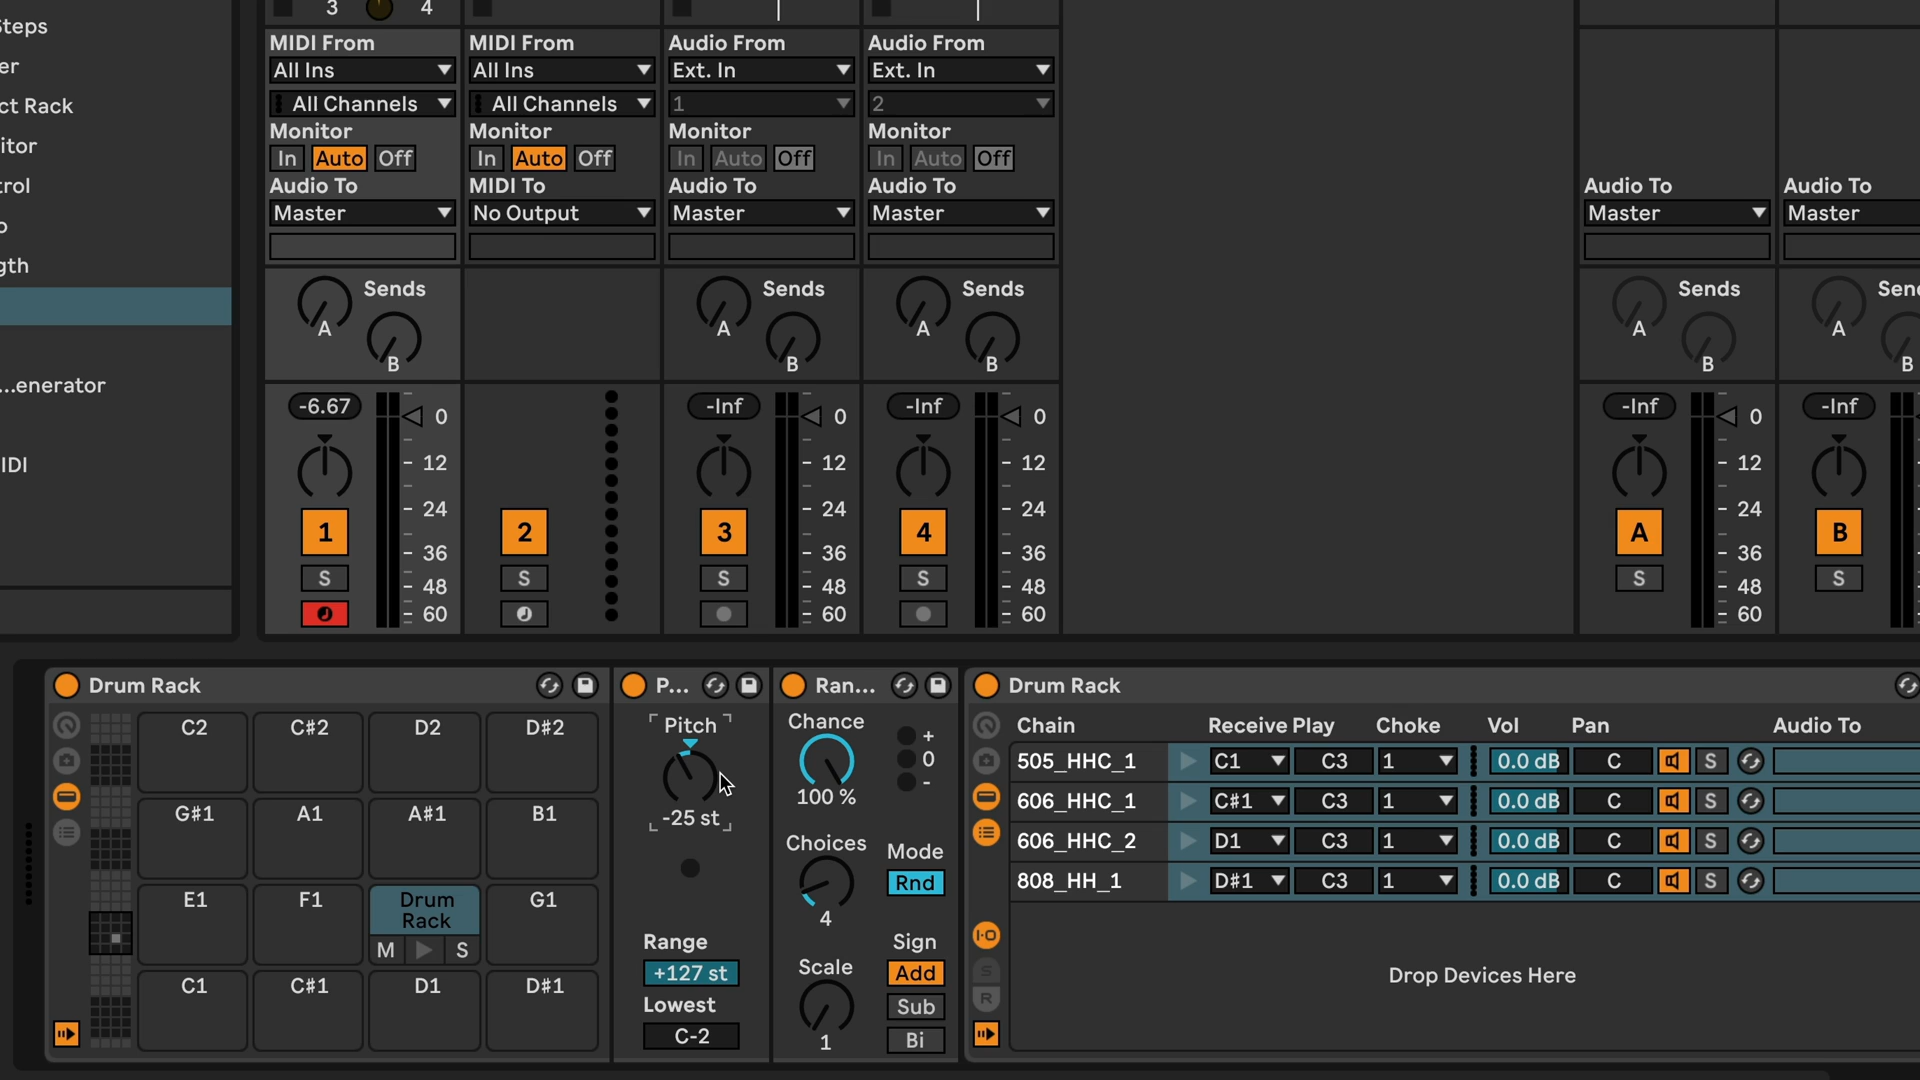 3 4
Steps
er
ct Rack
itor
trol
o
gth
...enerator
IDI
MIDI From
All Ins
All Channels
Monitor
In Auto Off
Audio To
Master
Sends
A
B
-6.67
0
12
24
36
48
60
1
S
MIDI From
All Ins
All Channels
Monitor
In Auto Off
MIDI To
No Output
2
S
Audio From
Ext. In
1
Monitor
In Auto Off
Audio To
Master
Sends
A
B
-Inf
0
12
24
36
48
60
3
S
Audio From
Ext. In
2
Monitor
In Auto Off
Audio To
Master
Sends
A
B
-Inf
0
12
24
36
48
60
4
S
Audio To
Master
Sends
A
B
-Inf
0
12
24
36
48
60
A
S
Audio To
Master
Sen
A
B
-Inf
B
S
Drum Rack
C2 C#2 D2 D#2
G#1 A1 A#1 B1
E1 F1 Drum Rack G1
M S
C1 C#1 D1 D#1
P...
Pitch
-25 st
Range
+127 st
Lowest
C-2
Ran...
Chance
100 %
+
0
-
Choices
4
Mode
Rnd
Scale
1
Sign
Add
Sub
Bi
Drum Rack
Chain Receive Play Choke Vol Pan Audio To
505_HHC_1 C1 C3 1 0.0 dB C S
606_HHC_1 C#1 C3 1 0.0 dB C S
606_HHC_2 D1 C3 1 0.0 dB C S
808_HH_1 D#1 C3 1 0.0 dB C S
I·O
S
R
Drop Devices Here